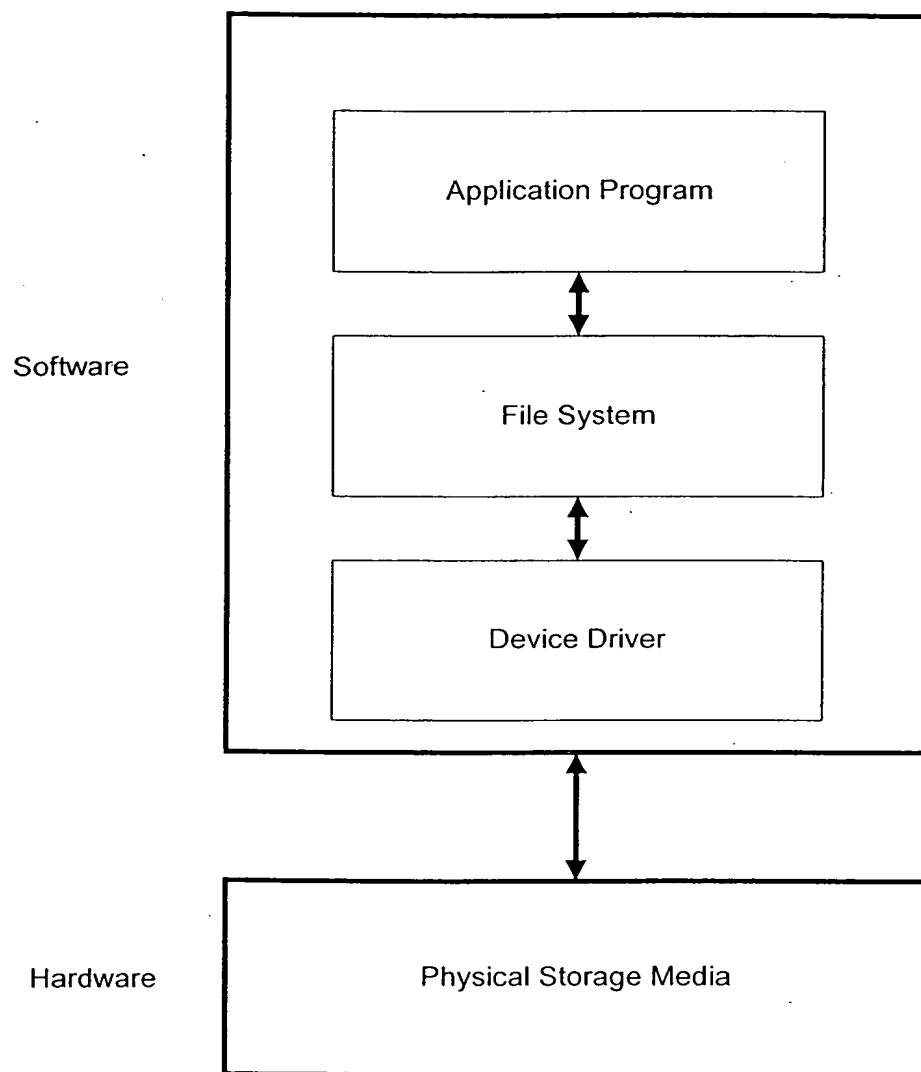 Application Program
Software
File System
Device Driver
Hardware
Physical Storage Media